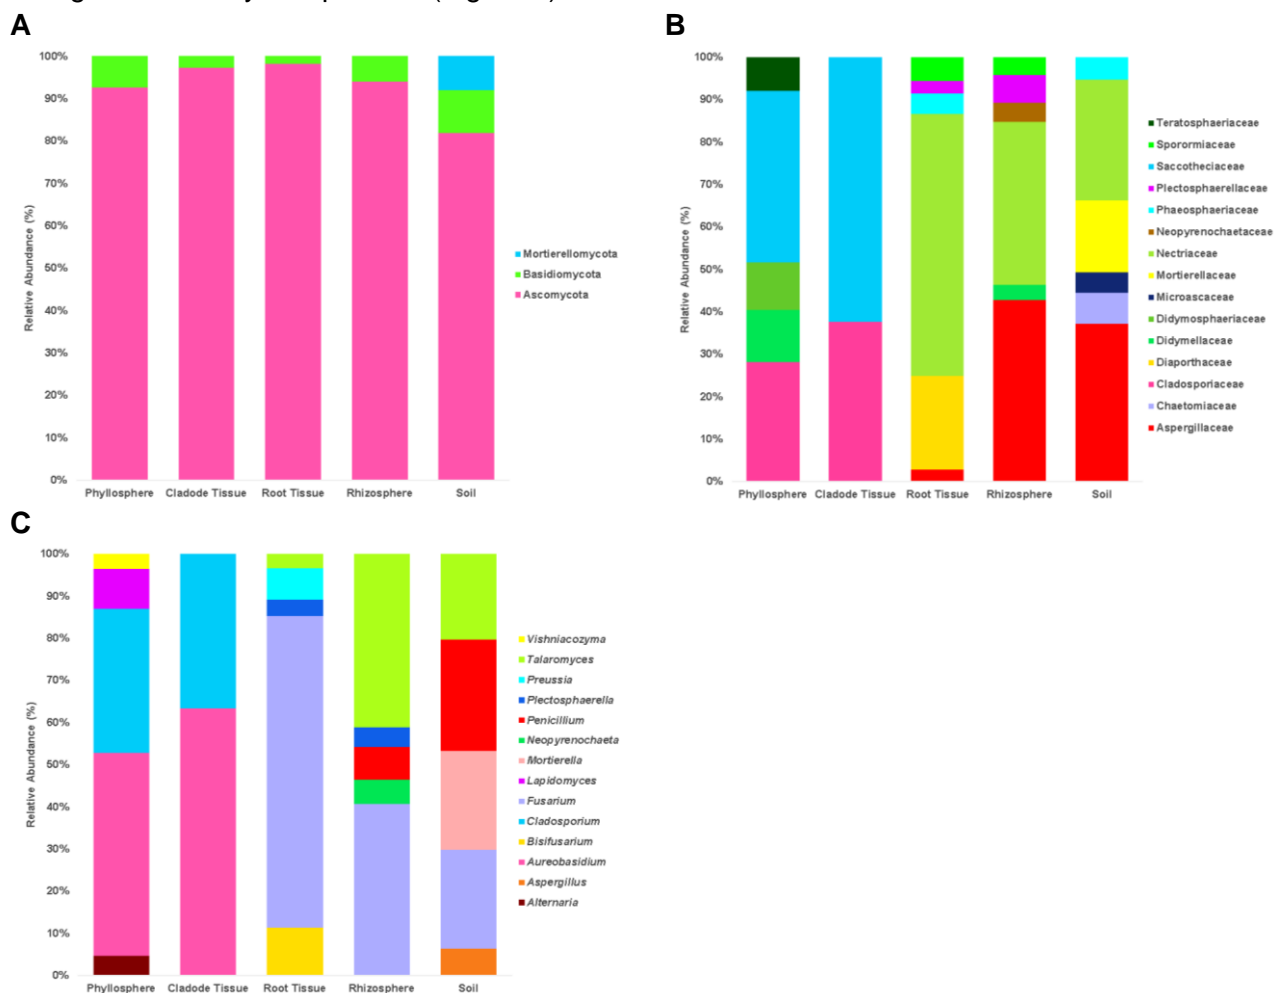 A
100%
90%
80%
70%
60%
50%
40%
30%
20%
10%
0%
Relative Abundance (%)
Phyllosphere Cladode Tissue Root Tissue Rhizosphere Soil
Mortierellomycota
Basidiomycota
Ascomycota
B
100%
90%
80%
70%
60%
50%
40%
30%
20%
10%
0%
Relative Abundance (%)
Phyllosphere Cladode Tissue Root Tissue Rhizosphere Soil
Teratosphaeriaceae
Sporormiaceae
Saccotheciaceae
Plectosphaerellaceae
Phaeosphaeriaceae
Neopyrenochaetaceae
Nectriaceae
Mortierellaceae
Microascaceae
Didymosphaeriaceae
Didymellaceae
Diaporthaceae
Cladosporiaceae
Chaetomiaceae
Aspergillaceae
C
100%
90%
80%
70%
60%
50%
40%
30%
20%
10%
0%
Relative Abundance (%)
Phyllosphere Cladode Tissue Root Tissue Rhizosphere Soil
Vishniacozyma
Talaromyces
Preussia
Plectosphaerella
Penicillium
Neopyrenochaeta
Mortierella
Lapidomyces
Fusarium
Cladosporium
Bisifusarium
Aureobasidium
Aspergillus
Alternaria